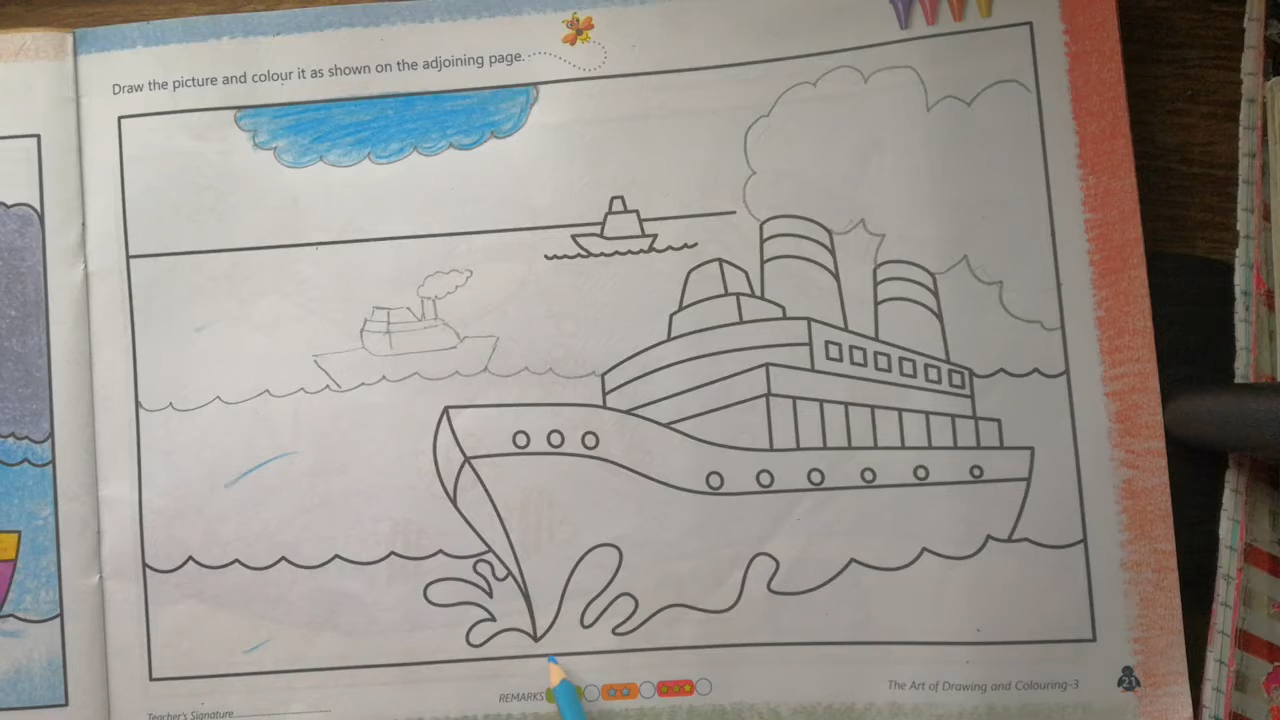 Draw the picture and colour it as shown on the adjoining page.
REMARKS
The Art of Drawing and Colouring-3
21
Teacher's Signature